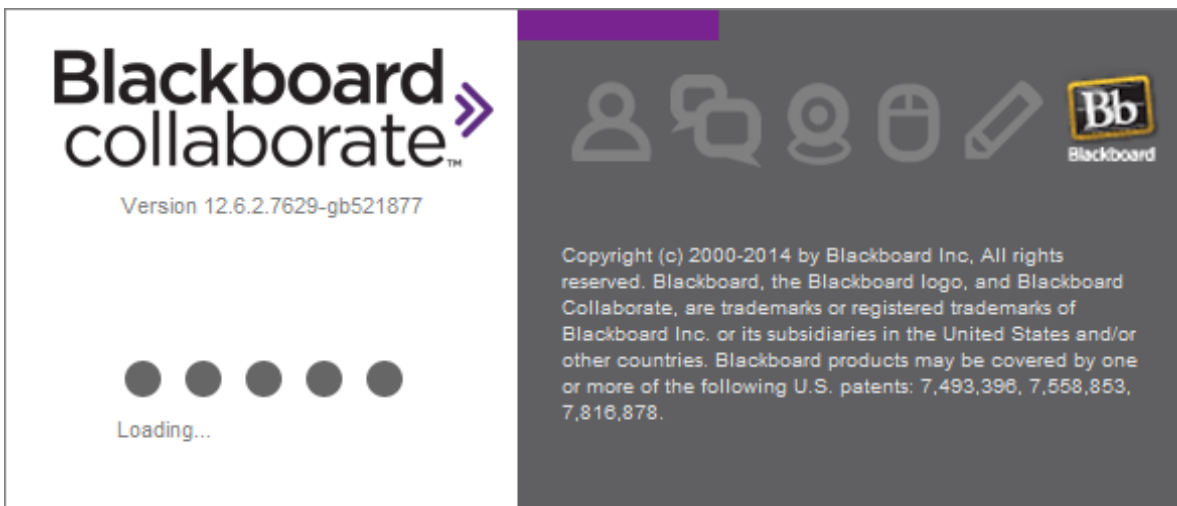 Blackboard
collaborate™
Version 12.6.2.7629-gb521877
Loading...
Bb
Blackboard
Copyright (c) 2000-2014 by Blackboard Inc, All rights
reserved. Blackboard, the Blackboard logo, and Blackboard
Collaborate, are trademarks or registered trademarks of
Blackboard Inc. or its subsidiaries in the United States and/or
other countries. Blackboard products may be covered by one
or more of the following U.S. patents: 7,493,396, 7,558,853,
7,816,878.